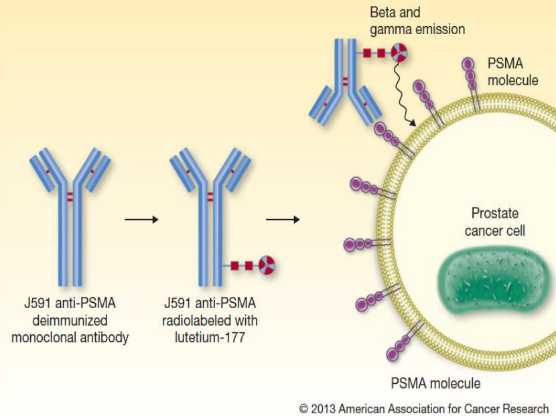 Beta and
gamma emission
PSMA
molecule
Prostate
cancer cell
J591 anti-PSMA
deimmunized
monoclonal antibody
J591 anti-PSMA
radiolabeled with
lutetium-177
PSMA molecule
© 2013 American Association for Cancer Research